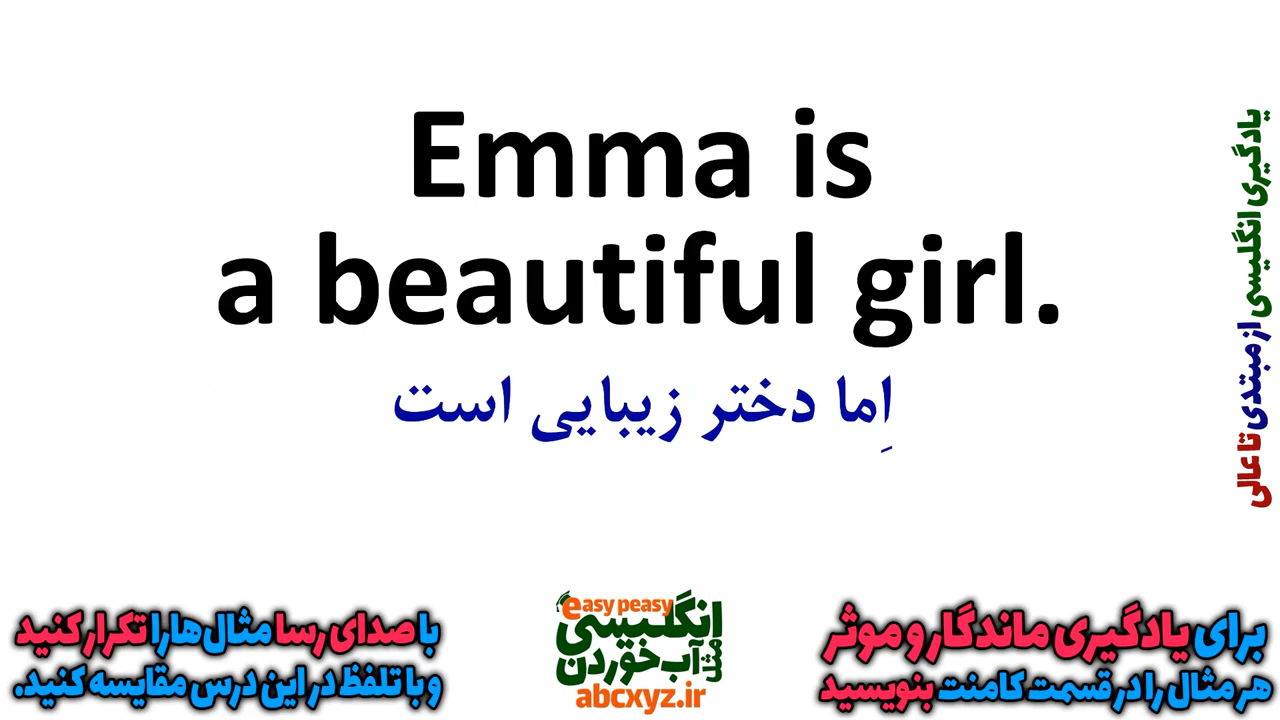 Emma is
a beautiful girl.
اِما دختر زیبایی است
یادگیری انگلیسی از مبتدی تا عالی
برای یادگیری ماندگار و موثر
هر مثال را در قسمت کامنت بنویسید
easy peasy
انگلیسی
مثل آب خوردن
abcxyz.ir
با صدای رسا مثال‌ها را تکرار کنید
و با تلفظ در این درس مقایسه کنید.